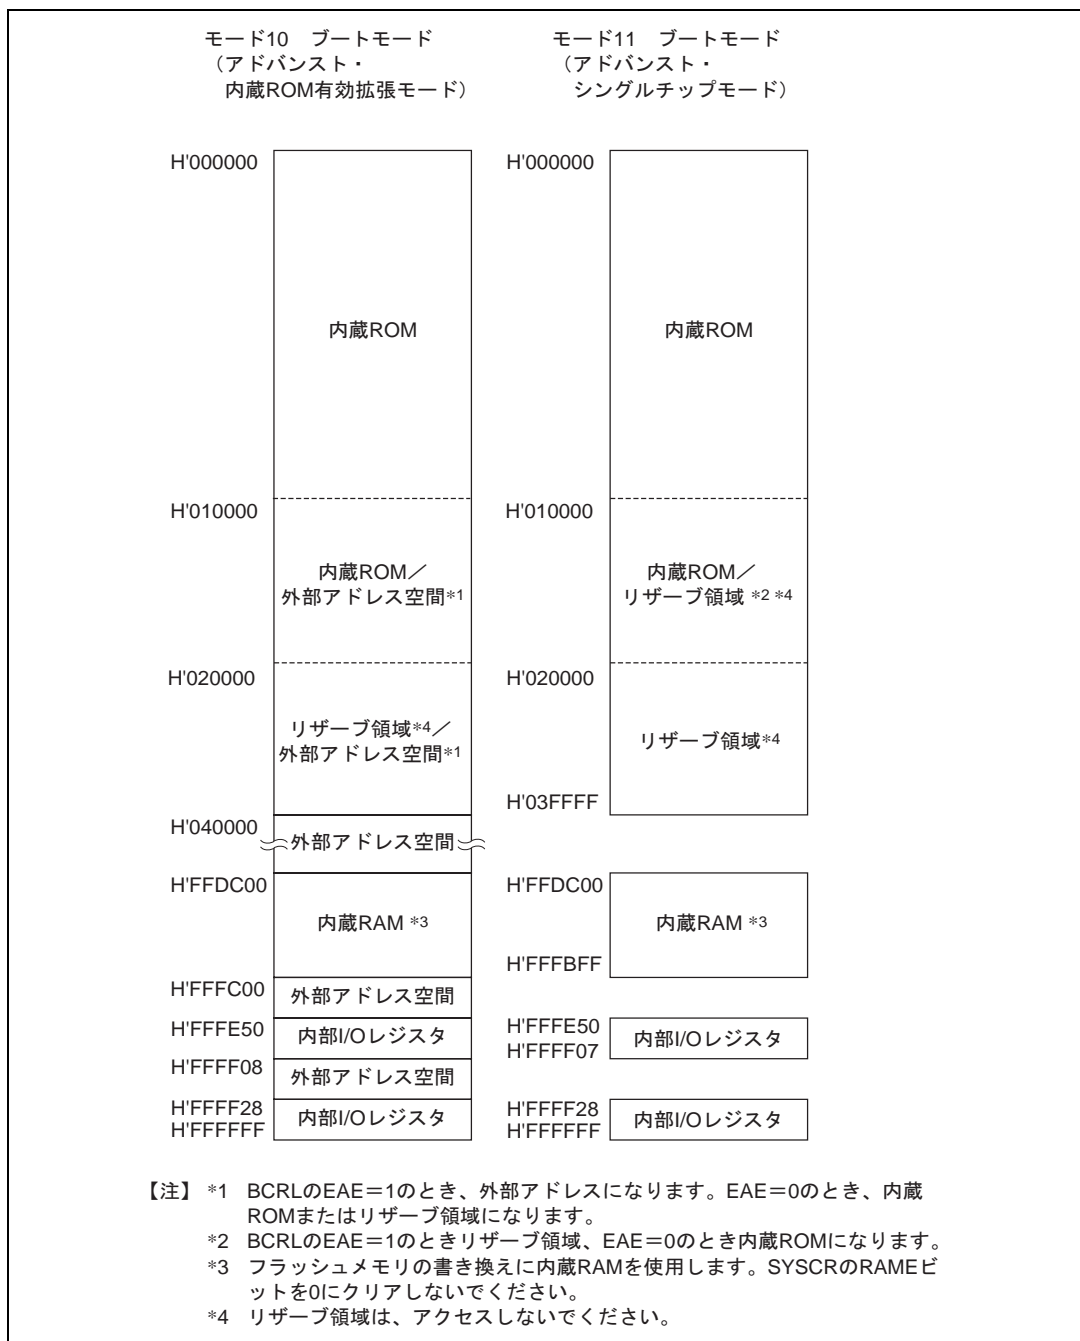 モード10　ブートモード
（アドバンスト・
内蔵ROM有効拡張モード）
H'000000
内蔵ROM
H'010000
内蔵ROM／
外部アドレス空間*1
H'020000
リザーブ領域*4／
外部アドレス空間*1
H'040000
外部アドレス空間
H'FFDC00
内蔵RAM *3
H'FFFC00
外部アドレス空間
H'FFFE50
内部I/Oレジスタ
H'FFFF08
外部アドレス空間
H'FFFF28
内部I/Oレジスタ
H'FFFFFF
モード11　ブートモード
（アドバンスト・
シングルチップモード）
H'000000
内蔵ROM
H'010000
内蔵ROM／
リザーブ領域 *2 *4
H'020000
リザーブ領域*4
H'03FFFF
H'FFDC00
内蔵RAM *3
H'FFFBFF
H'FFFE50
内部I/Oレジスタ
H'FFFF07
H'FFFF28
内部I/Oレジスタ
H'FFFFFF
【注】 *1　BCRLのEAE＝1のとき、外部アドレスになります。EAE＝0のとき、内蔵
ROMまたはリザーブ領域になります。
*2　BCRLのEAE＝1のときリザーブ領域、EAE＝0のとき内蔵ROMになります。
*3　フラッシュメモリの書き換えに内蔵RAMを使用します。SYSCRのRAMEビ
ットを0にクリアしないでください。
*4　リザーブ領域は、アクセスしないでください。